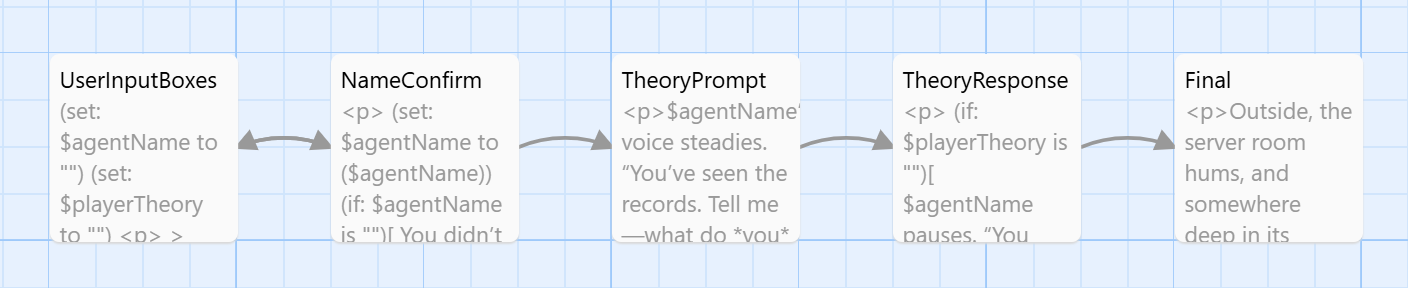 UserInputBoxes
(set:
$agentName to
"") (set:
$playerTheory
to "") <p> >
NameConfirm
<p> (set:
$agentName to
($agentName))
(if: $agentName
is "")[ You didn’t
TheoryPrompt
<p>$agentName’
voice steadies.
“You’ve seen the
records. Tell me
—what do *you*
TheoryResponse
<p> (if:
$playerTheory is
"")[
$agentName
pauses. “You
Final
<p>Outside, the
server room
hums, and
somewhere
deep in its